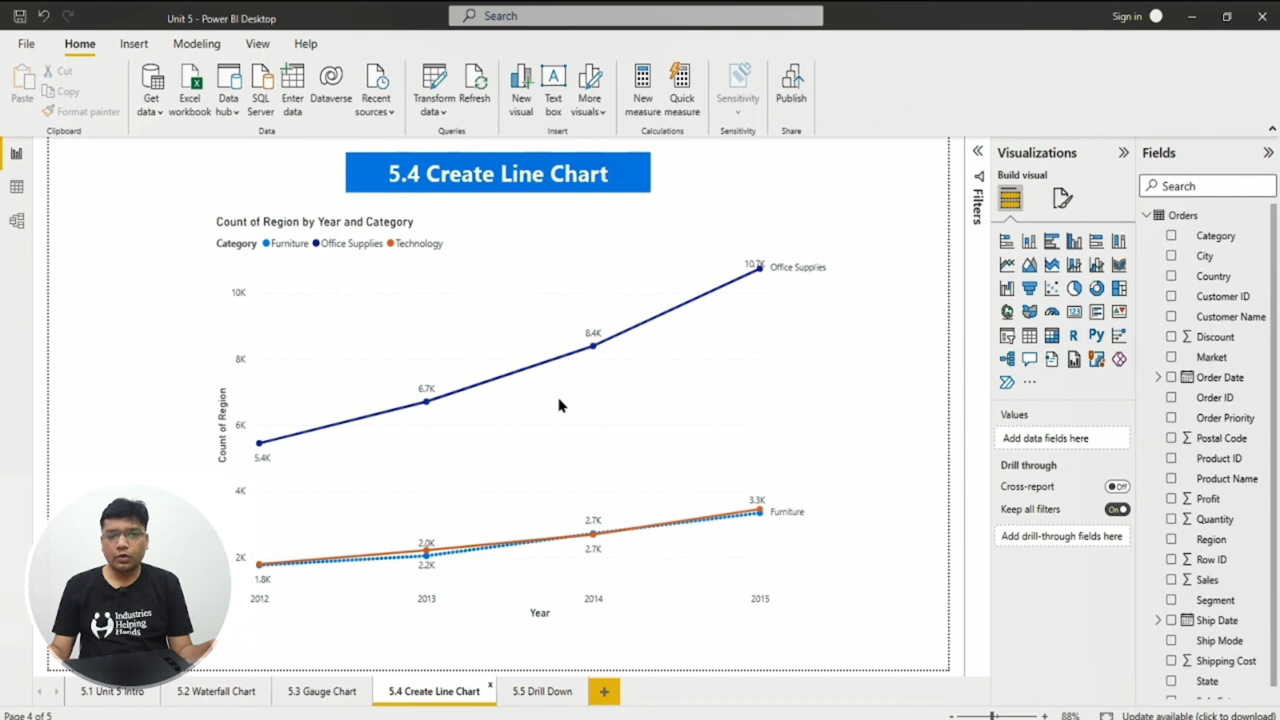 Unit 5 - Power BI Desktop
Search
Sign in
File Home Insert Modeling View Help
Paste
Cut
Copy
Format painter
Clipboard
Get data
Excel workbook
Data hub
SQL Server
Enter data
Dataverse
Recent sources
Data
Transform data
Refresh
Queries
New visual
Text box
More visuals
Insert
New measure
Quick measure
Calculations
Sensitivity
Sensitivity
Publish
Share
5.4 Create Line Chart
Count of Region by Year and Category
Category Furniture Office Supplies Technology
10.7K Office Supplies
10K
8.4K
8K
6.7K
6K
5.4K
Count of Region
4K
3.3K
Furniture
2.7K
2.0K
2.7K
2K
2.2K
1.8K
2012 2013 2014 2015
Year
Industries
Helping
Hands
Filters
Visualizations
Build visual
R Py
Values
Add data fields here
Drill through
Cross-report Off
Keep all filters On
Add drill-through fields here
Fields
Search
Orders
Category
City
Country
Customer ID
Customer Name
Discount
Market
Order Date
Order ID
Order Priority
Postal Code
Product ID
Product Name
Profit
Quantity
Region
Row ID
Sales
Segment
Ship Date
Ship Mode
Shipping Cost
State
5.1 Unit 5 Intro 5.2 Waterfall Chart 5.3 Gauge Chart 5.4 Create Line Chart x 5.5 Drill Down +
Page 4 of 5
- + 88% Update available (click to download)